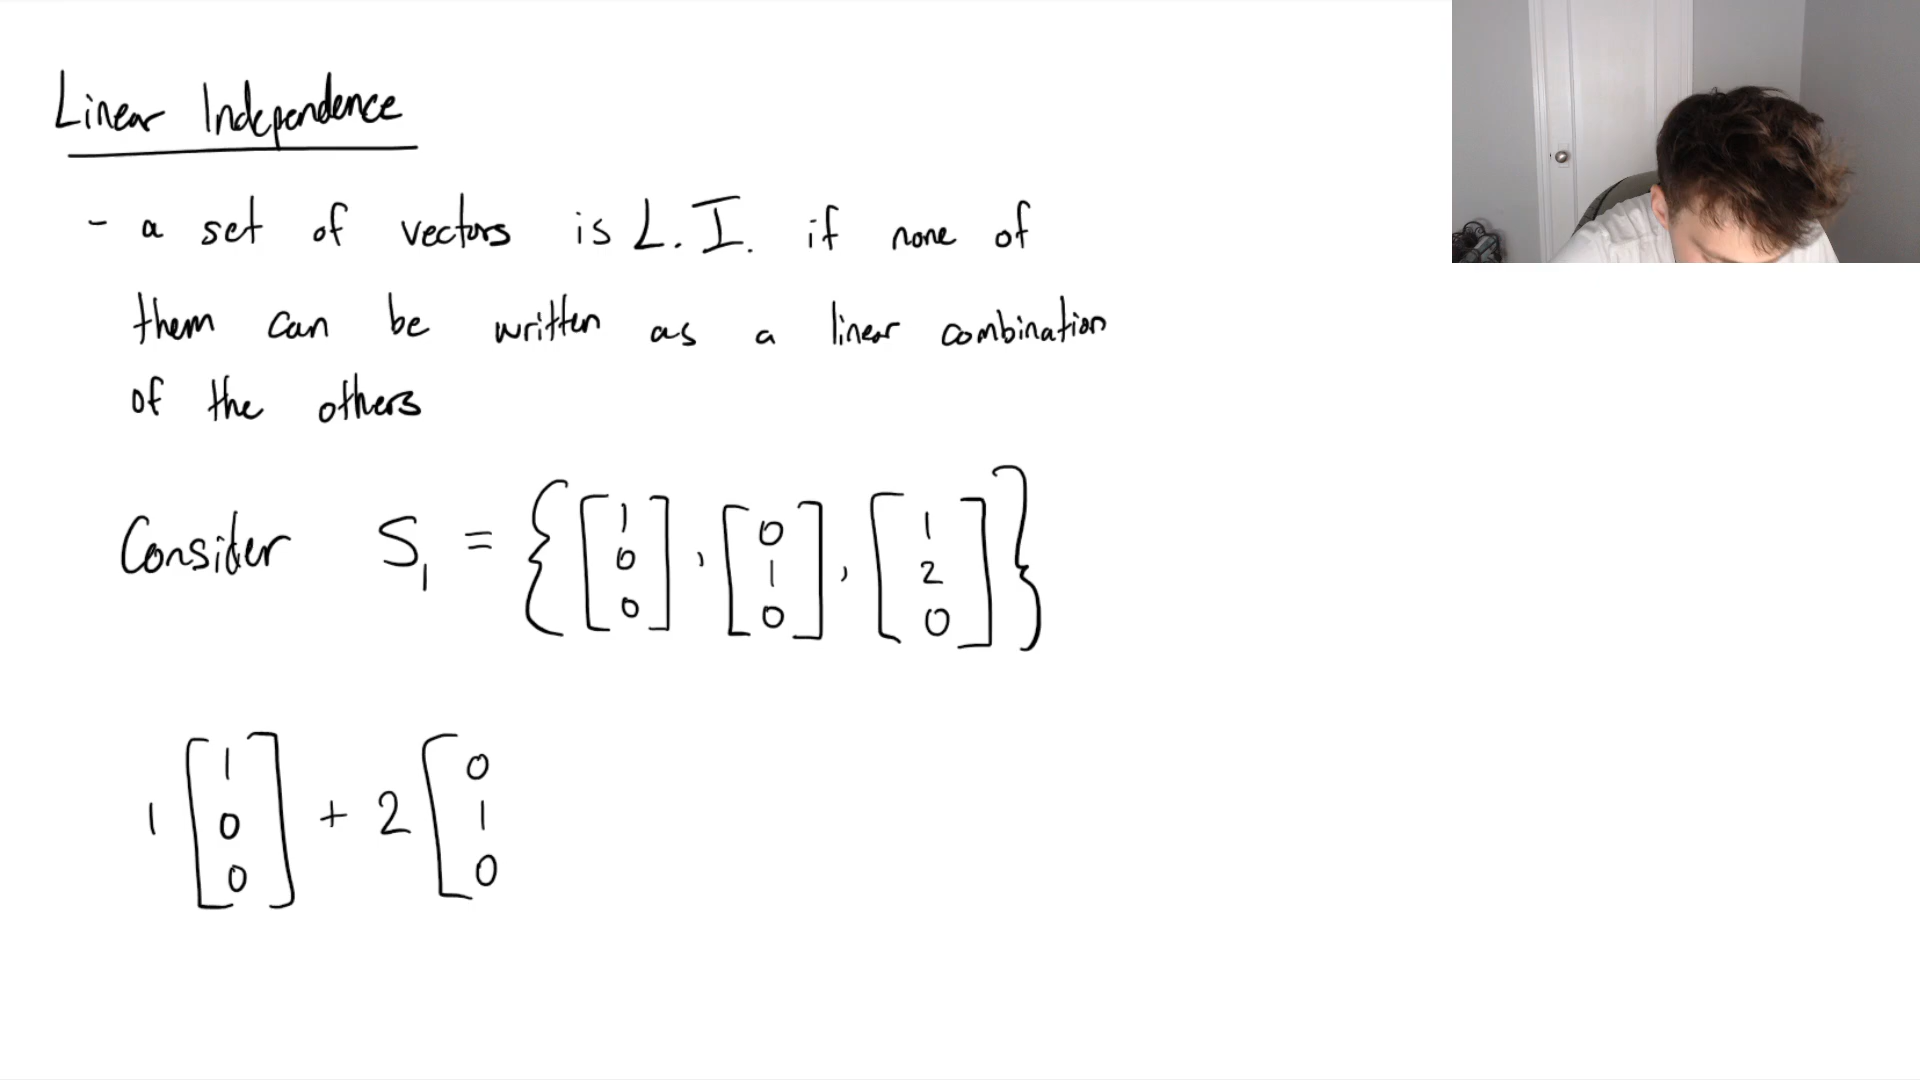 Linear Independence
- a set of vectors is L.I. if none of
them can be written as a linear combination
of the others
Consider S₁ = { [1 0 0], [0 1 0], [1 2 0] }
1 [1 0 0] + 2 [0 1 0